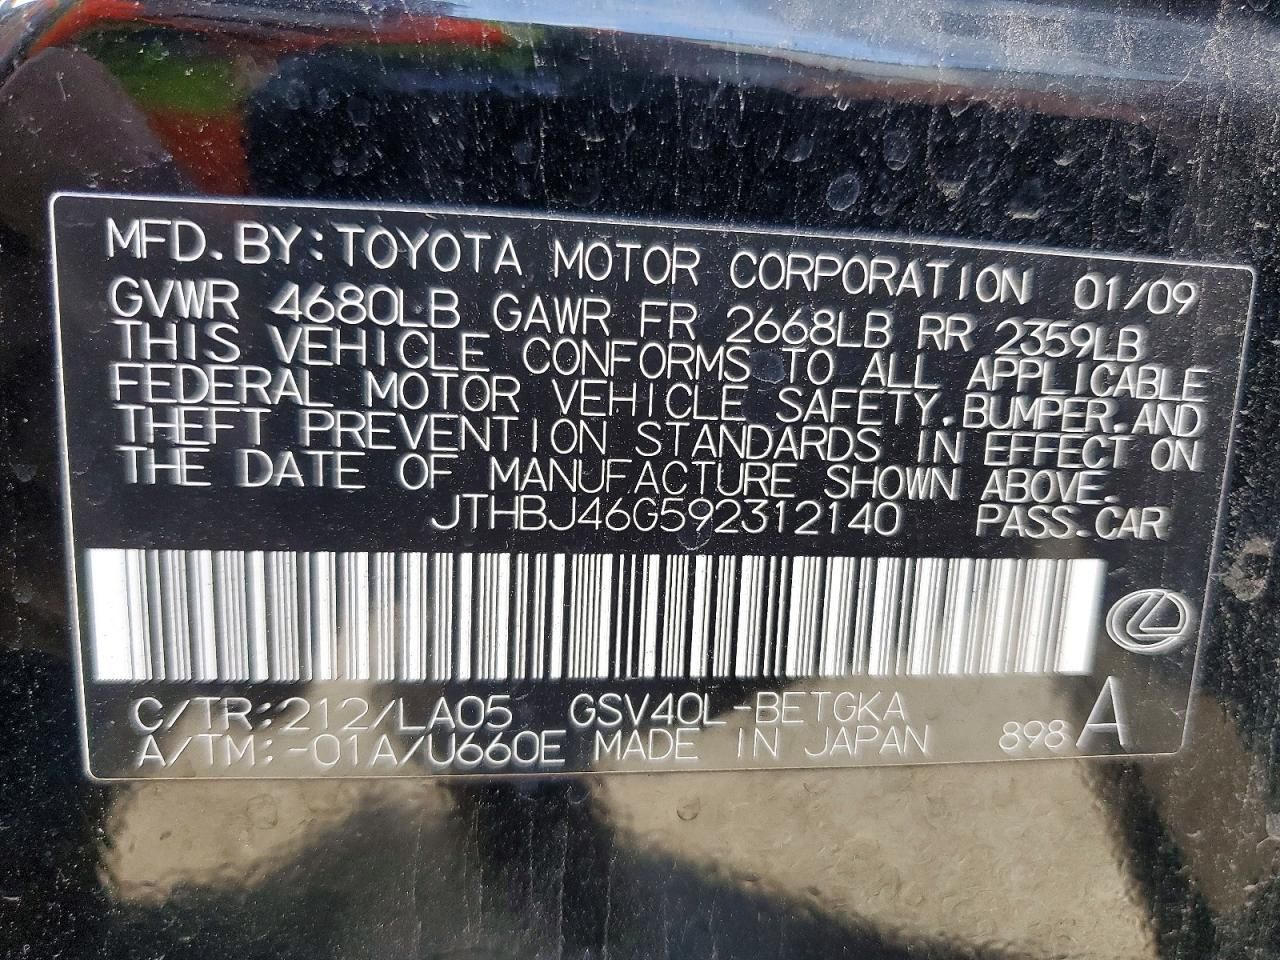 MFD. BY: TOYOTA MOTOR CORPORATION 01/09
GVWR 4680LB GAWR FR 2668LB RR 2359LB
THIS VEHICLE CONFORMS TO ALL APPLICABLE
FEDERAL MOTOR VEHICLE SAFETY, BUMPER, AND
THEFT PREVENTION STANDARDS IN EFFECT ON
THE DATE OF MANUFACTURE SHOWN ABOVE.
JTHBJ46G592312140 PASS. CAR
C/TR: 212/LA05 GSV40L-BETGKA
A/TM: -01A/U660E MADE IN JAPAN 898 A